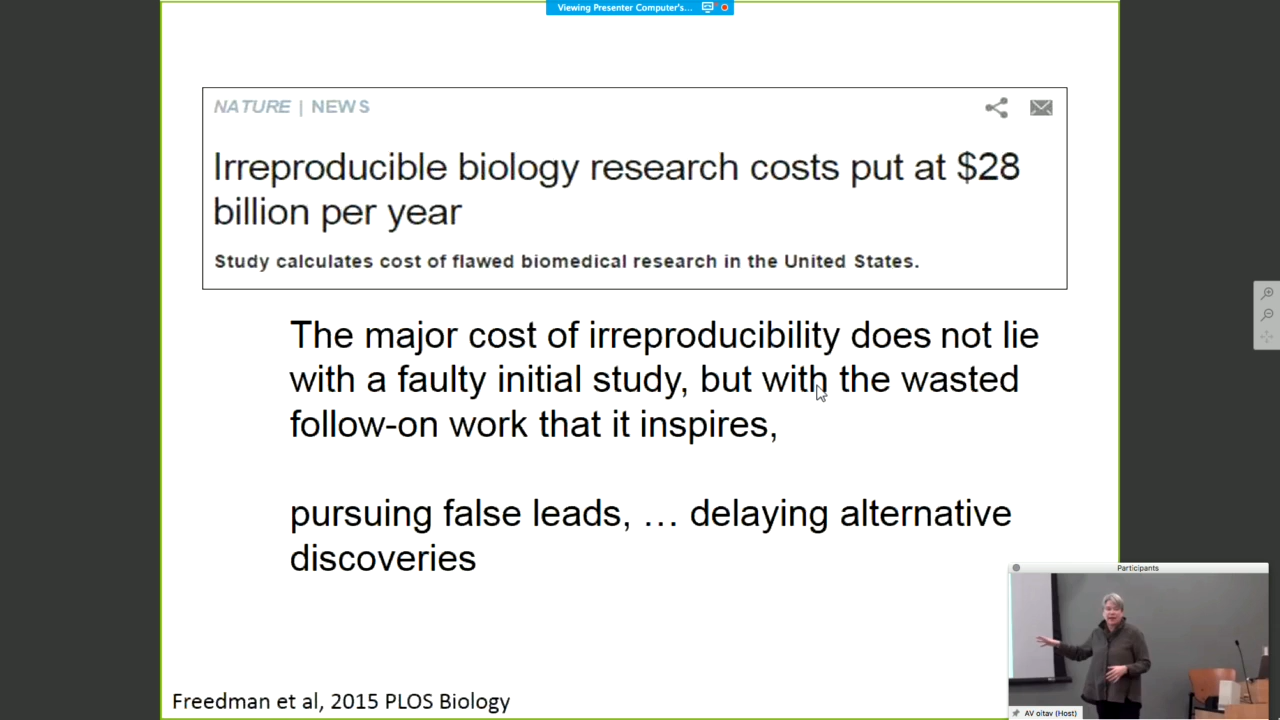 Viewing Presenter Computer's...
NATURE | NEWS
Irreproducible biology research costs put at $28
billion per year
Study calculates cost of flawed biomedical research in the United States.
The major cost of irreproducibility does not lie
with a faulty initial study, but with the wasted
follow-on work that it inspires,
pursuing false leads, … delaying alternative
discoveries
Freedman et al, 2015 PLOS Biology
Participants
AV oitav (Host)